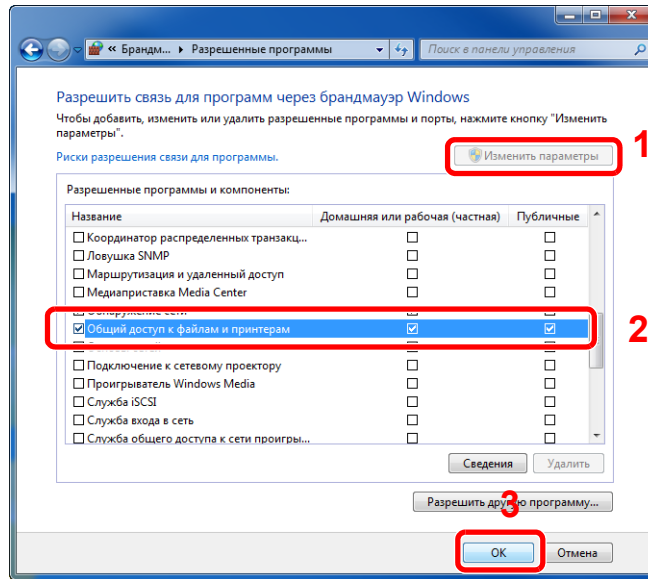 « Брандм... ▸ Разрешенные программы
Поиск в панели управления
Разрешить связь для программ через брандмауэр Windows
Чтобы добавить, изменить или удалить разрешенные программы и порты, нажмите кнопку "Изменить
параметры".
Риски разрешения связи для программы.
Изменить параметры
1
Разрешенные программы и компоненты:
Название Домашняя или рабочая (частная) Публичные
Координатор распределенных транзакц...
Ловушка SNMP
Маршрутизация и удаленный доступ
Медиаприставка Media Center
Обнаружение сети
Общий доступ к файлам и принтерам
2
Подключение к сетевому проектору
Проигрыватель Windows Media
Служба iSCSI
Служба входа в сеть
Служба общего доступа к сети проигры...
Сведения Удалить
Разрешить другую программу...
3
ОК Отмена